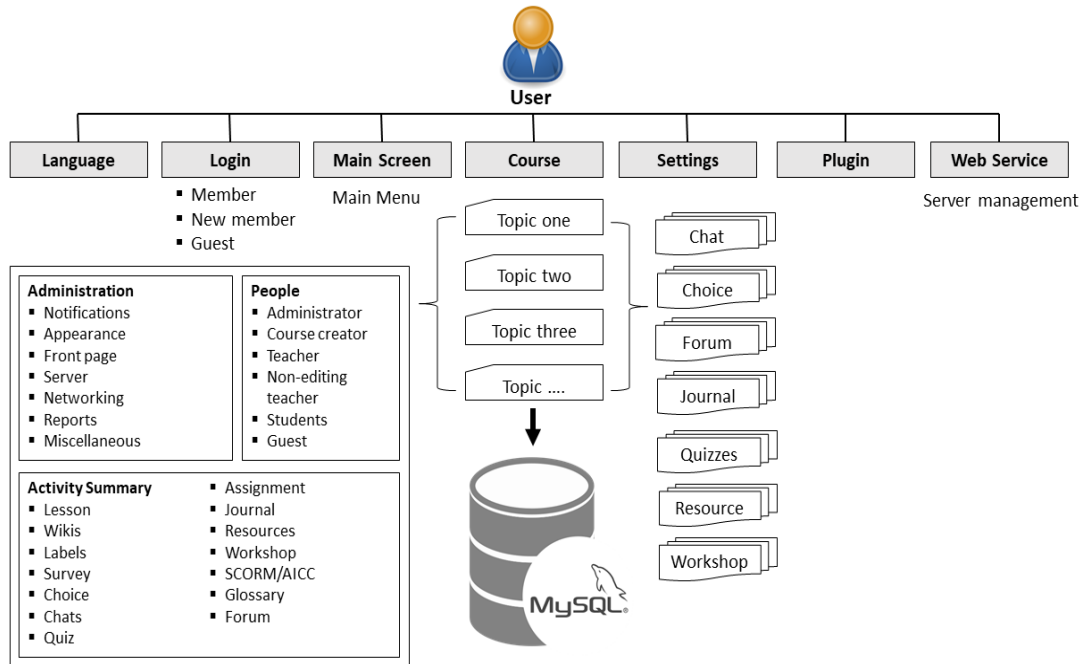 User
Language
Login
Main Screen
Course
Settings
Plugin
Web Service
▪ Member
▪ New member
▪ Guest
Main Menu
Server management
Topic one
Topic two
Topic three
Topic ....
Chat
Choice
Forum
Journal
Quizzes
Resource
Workshop
Administration
▪ Notifications
▪ Appearance
▪ Front page
▪ Server
▪ Networking
▪ Reports
▪ Miscellaneous
People
▪ Administrator
▪ Course creator
▪ Teacher
▪ Non-editing
teacher
▪ Students
▪ Guest
Activity Summary
▪ Lesson
▪ Wikis
▪ Labels
▪ Survey
▪ Choice
▪ Chats
▪ Quiz
▪ Assignment
▪ Journal
▪ Resources
▪ Workshop
▪ SCORM/AICC
▪ Glossary
▪ Forum
MySQL®